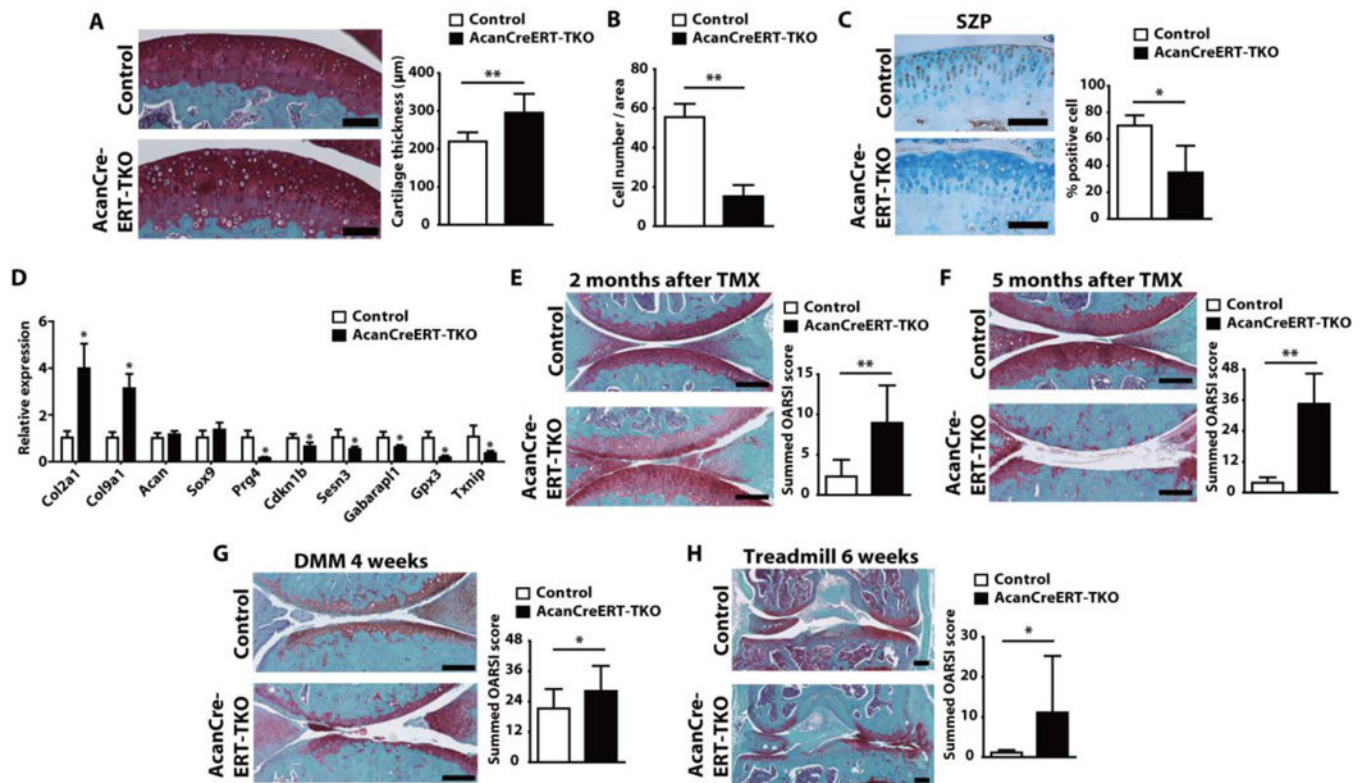 A
Control
AcanCre-
ERT-TKO
Control
AcanCreERT-TKO
Cartilage thickness (µm)
400
300
200
100
0
**
B
Control
AcanCreERT-TKO
Cell number / area
80
60
40
20
0
**
C
SZP
Control
AcanCre-
ERT-TKO
Control
AcanCreERT-TKO
% positive cell
100
80
60
40
20
0
*
D
Control
AcanCreERT-TKO
Relative expression
6
4
2
0
*
*
*
*
*
*
*
*
Col2a1
Col9a1
Acan
Sox9
Prg4
Cdkn1b
Sesn3
Gabarapl1
Gpx3
Txnip
E
2 months after TMX
Control
AcanCre-
ERT-TKO
Control
AcanCreERT-TKO
Summed OARSI score
15
10
5
0
**
F
5 months after TMX
Control
AcanCre-
ERT-TKO
Control
AcanCreERT-TKO
Summed OARSI score
48
36
24
12
0
**
G
DMM 4 weeks
Control
AcanCre-
ERT-TKO
Control
AcanCreERT-TKO
Summed OARSI score
48
36
24
12
0
*
H
Treadmill 6 weeks
Control
AcanCre-
ERT-TKO
Control
AcanCreERT-TKO
Summed OARSI score
30
20
10
0
*